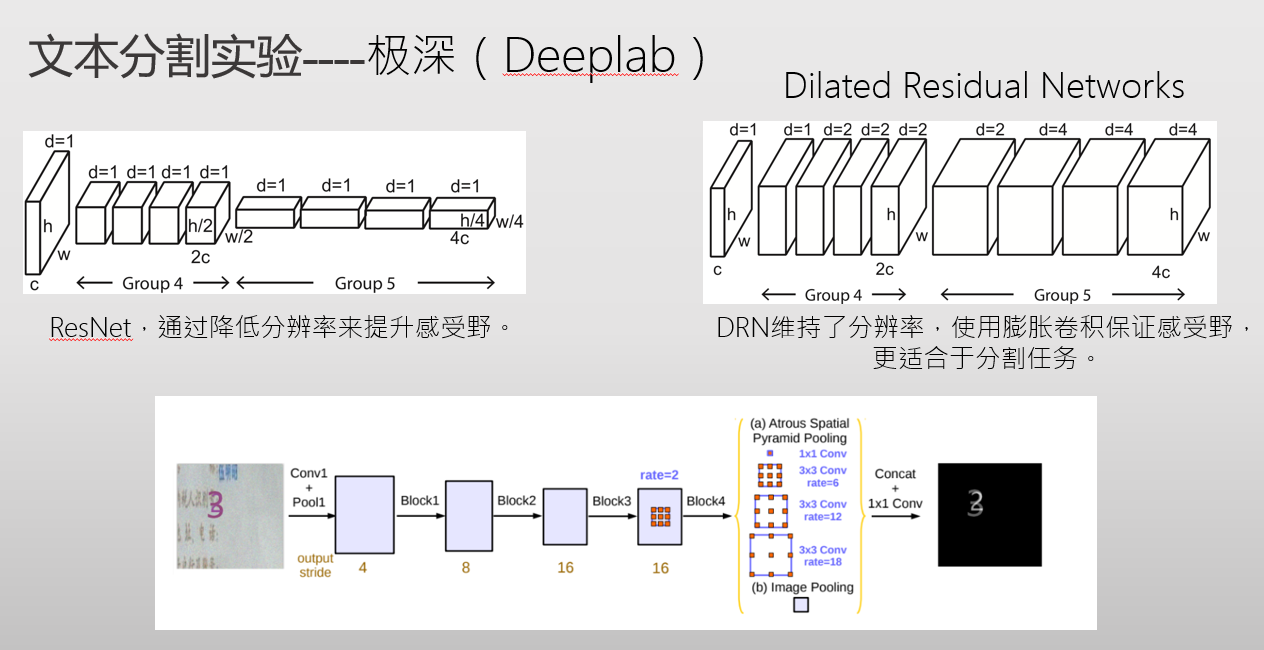 文本分割实验----极深（Deeplab）
Dilated Residual Networks
d=1
d=1 d=1 d=1 d=1
d=1 d=1 d=1 d=1
h
w
c
h/2
w/2
2c
h/4
w/4
4c
Group 4
Group 5
ResNet，通过降低分辨率来提升感受野。
d=1 d=1 d=2 d=2 d=2 d=2 d=4 d=4 d=4
h
w
c
h
w
2c
h
w
4c
Group 4
Group 5
DRN维持了分辨率，使用膨胀卷积保证感受野，
更适合于分割任务。
3
Conv1
+
Pool1
output
stride
4
Block1
8
Block2
16
Block3
rate=2
16
Block4
(a) Atrous Spatial
Pyramid Pooling
1x1 Conv
3x3 Conv
rate=6
3x3 Conv
rate=12
3x3 Conv
rate=18
(b) Image Pooling
Concat
+
1x1 Conv